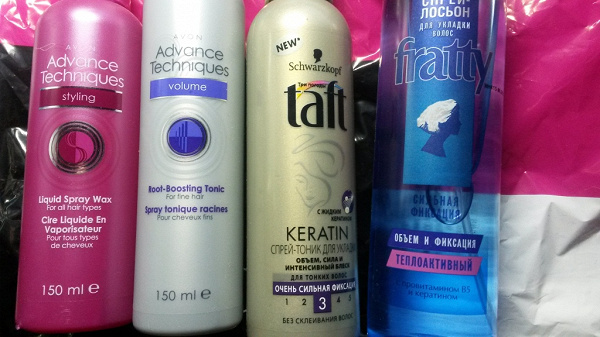 AVON
Advance
Techniques
styling
Liquid Spray Wax
For all hair types
Cire Liquide En
Vaporisateur
Pour tous types
de cheveux
150 ml e
AVON
Advance
Techniques
volume
Root-Boosting Tonic
For fine hair
Spray tonique racines
Pour cheveux fins
150 ml e
NEW*
Schwarzkopf
Три погоды
taft
С ЖИДКИМ
КЕРАТИНОМ
KERATIN
СПРЕЙ-ТОНИК ДЛЯ УКЛАДКИ
ОБЪЕМ, СИЛА И
ИНТЕНСИВНЫЙ БЛЕСК
ДЛЯ ТОНКИХ ВОЛОС
ОЧЕНЬ СИЛЬНАЯ ФИКСАЦИЯ
1 2 3 4 5
БЕЗ СКЛЕИВАНИЯ ВОЛОС
СПРЕЙ-
ЛОСЬОН
ДЛЯ УКЛАДКИ
ВОЛОС
fratty
СИЛЬНАЯ
ФИКСАЦИЯ
ОБЪЕМ И ФИКСАЦИЯ
ТЕРМОАКТИВНЫЙ
с провитамином B5
и кератином